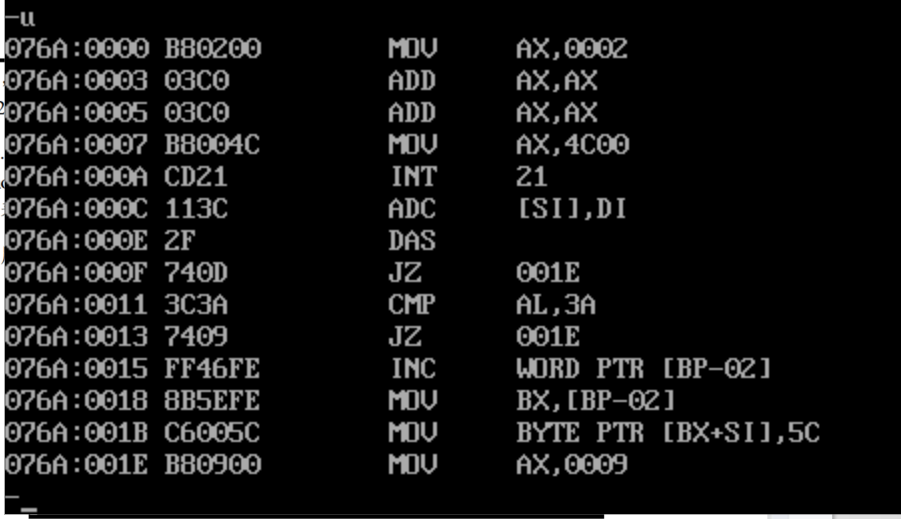 -u
076A:0000 B80200 MOV AX,0002
076A:0003 03C0 ADD AX,AX
076A:0005 03C0 ADD AX,AX
076A:0007 B8004C MOV AX,4C00
076A:000A CD21 INT 21
076A:000C 113C ADC [SI],DI
076A:000E 2F DAS
076A:000F 740D JZ 001E
076A:0011 3C3A CMP AL,3A
076A:0013 7409 JZ 001E
076A:0015 FF46FE INC WORD PTR [BP-02]
076A:0018 8B5EFE MOV BX,[BP-02]
076A:001B C6005C MOV BYTE PTR [BX+SI],5C
076A:001E B80900 MOV AX,0009
-_